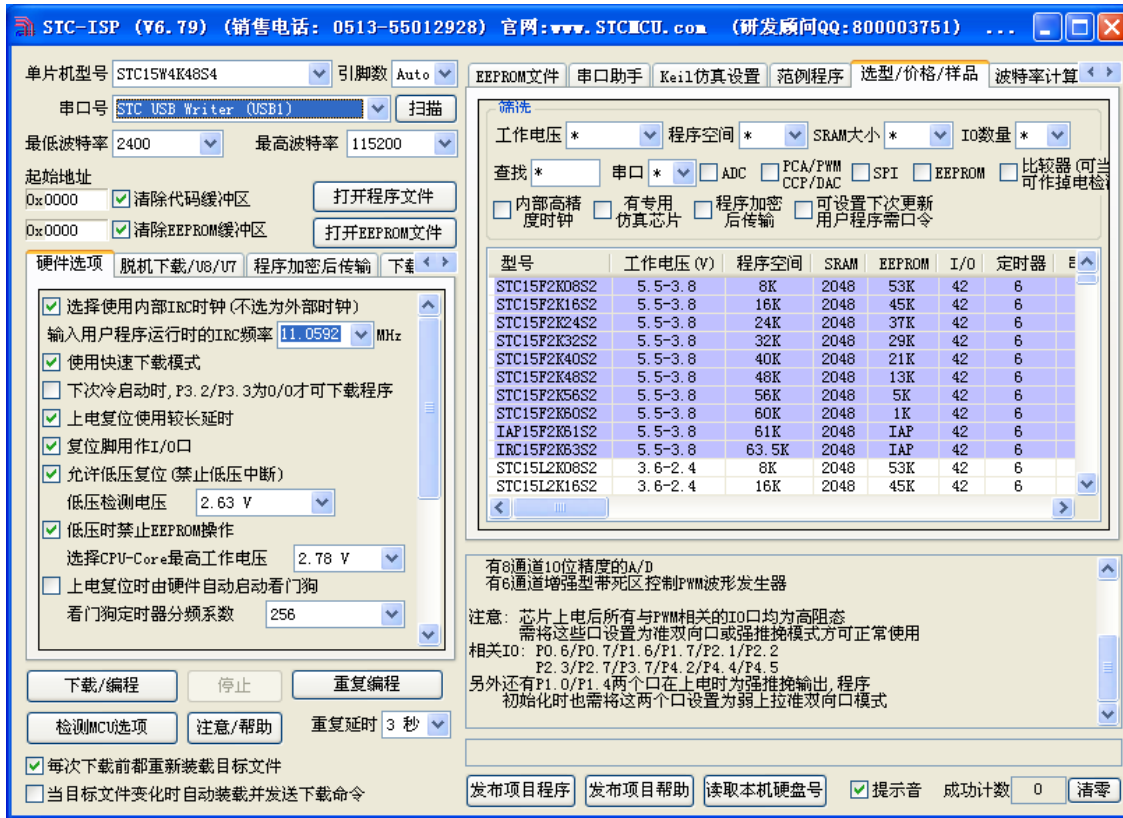 STC-ISP (V6.79) (销售电话: 0513-55012928) 官网:www.STCMCU.com (研发顾问QQ:800003751) ...
单片机型号 STC15W4K48S4 引脚数 Auto
串口号 STC USB Writer (USB1) 扫描
最低波特率 2400 最高波特率 115200
起始地址
0x0000 清除代码缓冲区 打开程序文件
0x0000 清除EEPROM缓冲区 打开EEPROM文件
硬件选项 脱机下载/U8/U7 程序加密后传输
选择使用内部IRC时钟(不选为外部时钟)
输入用户程序运行时的IRC频率 11.0592 MHz
使用快速下载模式
下次冷启动时,P3.2/P3.3为0/0才可下载程序
上电复位使用较长延时
复位脚用作I/O口
允许低压复位(禁止低压中断)
低压检测电压 2.63 V
低压时禁止EEPROM操作
选择CPU-Core最高工作电压 2.78 V
上电复位时由硬件自动启动看门狗
看门狗定时器分频系数 256
下载/编程 停止 重复编程
检测MCU选项 注意/帮助 重复延时 3 秒
每次下载前都重新装载目标文件
当目标文件变化时自动装载并发送下载命令
EEPROM文件 串口助手 Keil仿真设置 范例程序 选型/价格/样品 波特率计算
筛选
工作电压 * 程序空间 * SRAM大小 * IO数量 *
查找 * 串口 * ADC PCA/PWM CCP/DAC SPI EEPROM 比较器(可当 可作掉电检
内部高精度时钟 有专用仿真芯片 程序加密后传输 可设置下次更新用户程序需口令
型号 工作电压(V) 程序空间 SRAM EEPROM I/O 定时器
STC15F2K08S2 5.5-3.8 8K 2048 53K 42 6
STC15F2K16S2 5.5-3.8 16K 2048 45K 42 6
STC15F2K24S2 5.5-3.8 24K 2048 37K 42 6
STC15F2K32S2 5.5-3.8 32K 2048 29K 42 6
STC15F2K40S2 5.5-3.8 40K 2048 21K 42 6
STC15F2K48S2 5.5-3.8 48K 2048 13K 42 6
STC15F2K56S2 5.5-3.8 56K 2048 5K 42 6
STC15F2K60S2 5.5-3.8 60K 2048 1K 42 6
IAP15F2K61S2 5.5-3.8 61K 2048 IAP 42 6
IRC15F2K63S2 5.5-3.8 63.5K 2048 IAP 42 6
STC15L2K08S2 3.6-2.4 8K 2048 53K 42 6
STC15L2K16S2 3.6-2.4 16K 2048 45K 42 6
有8通道10位精度的A/D
有6通道增强型带死区控制PWM波形发生器
注意: 芯片上电后所有与PWM相关的IO口均为高阻态
需将这些口设置为准双向口或强推挽模式方可正常使用
相关IO: P0.6/P0.7/P1.6/P1.7/P2.1/P2.2
P2.3/P2.7/P3.7/P4.2/P4.4/P4.5
另外还有P1.0/P1.4两个口在上电时为强推挽输出,程序
初始化时也需将这两个口设置为弱上拉准双向口模式
发布项目程序 发布项目帮助 读取本机硬盘号 提示音 成功计数 0 清零